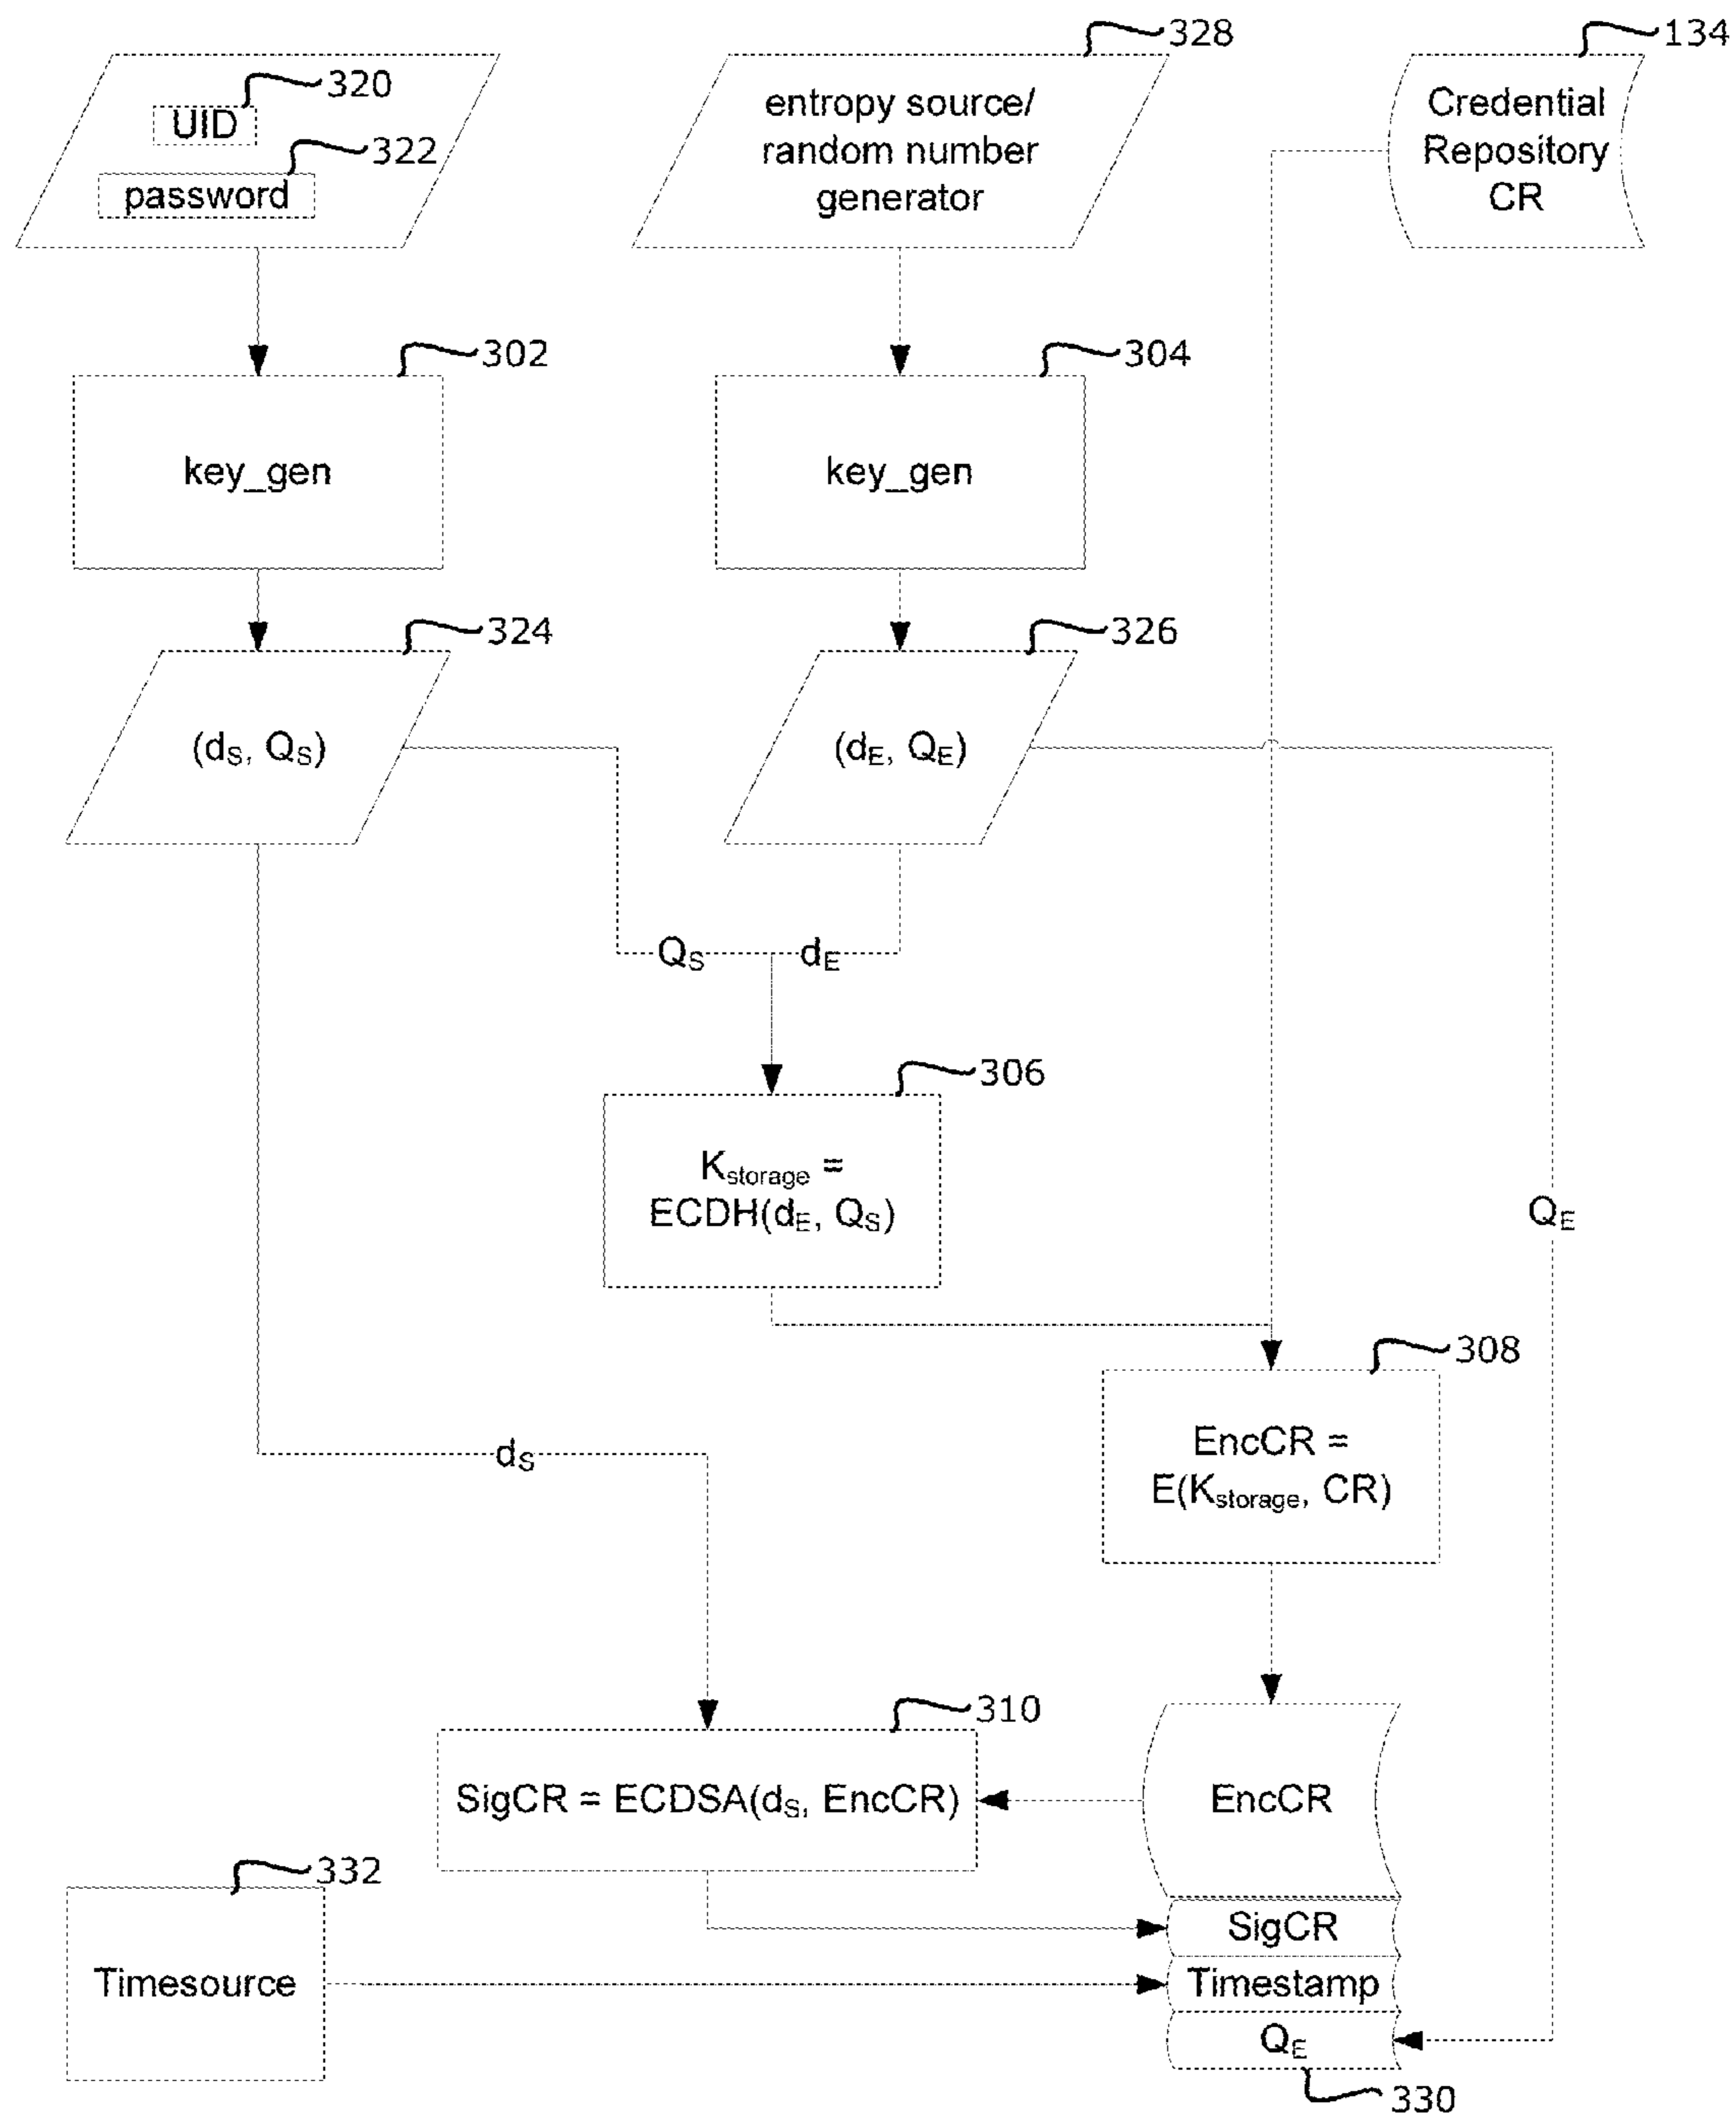 328
134
320
UID
322
password
entropy source/
random number
generator
Credential
Repository
CR
302
304
key_gen
key_gen
324
326
(dS, QS)
(dE, QE)
QS
dE
306
Kstorage =
ECDH(dE, QS)
QE
308
EncCR =
E(Kstorage, CR)
dS
310
SigCR = ECDSA(dS, EncCR)
EncCR
332
SigCR
Timesource
Timestamp
QE
330